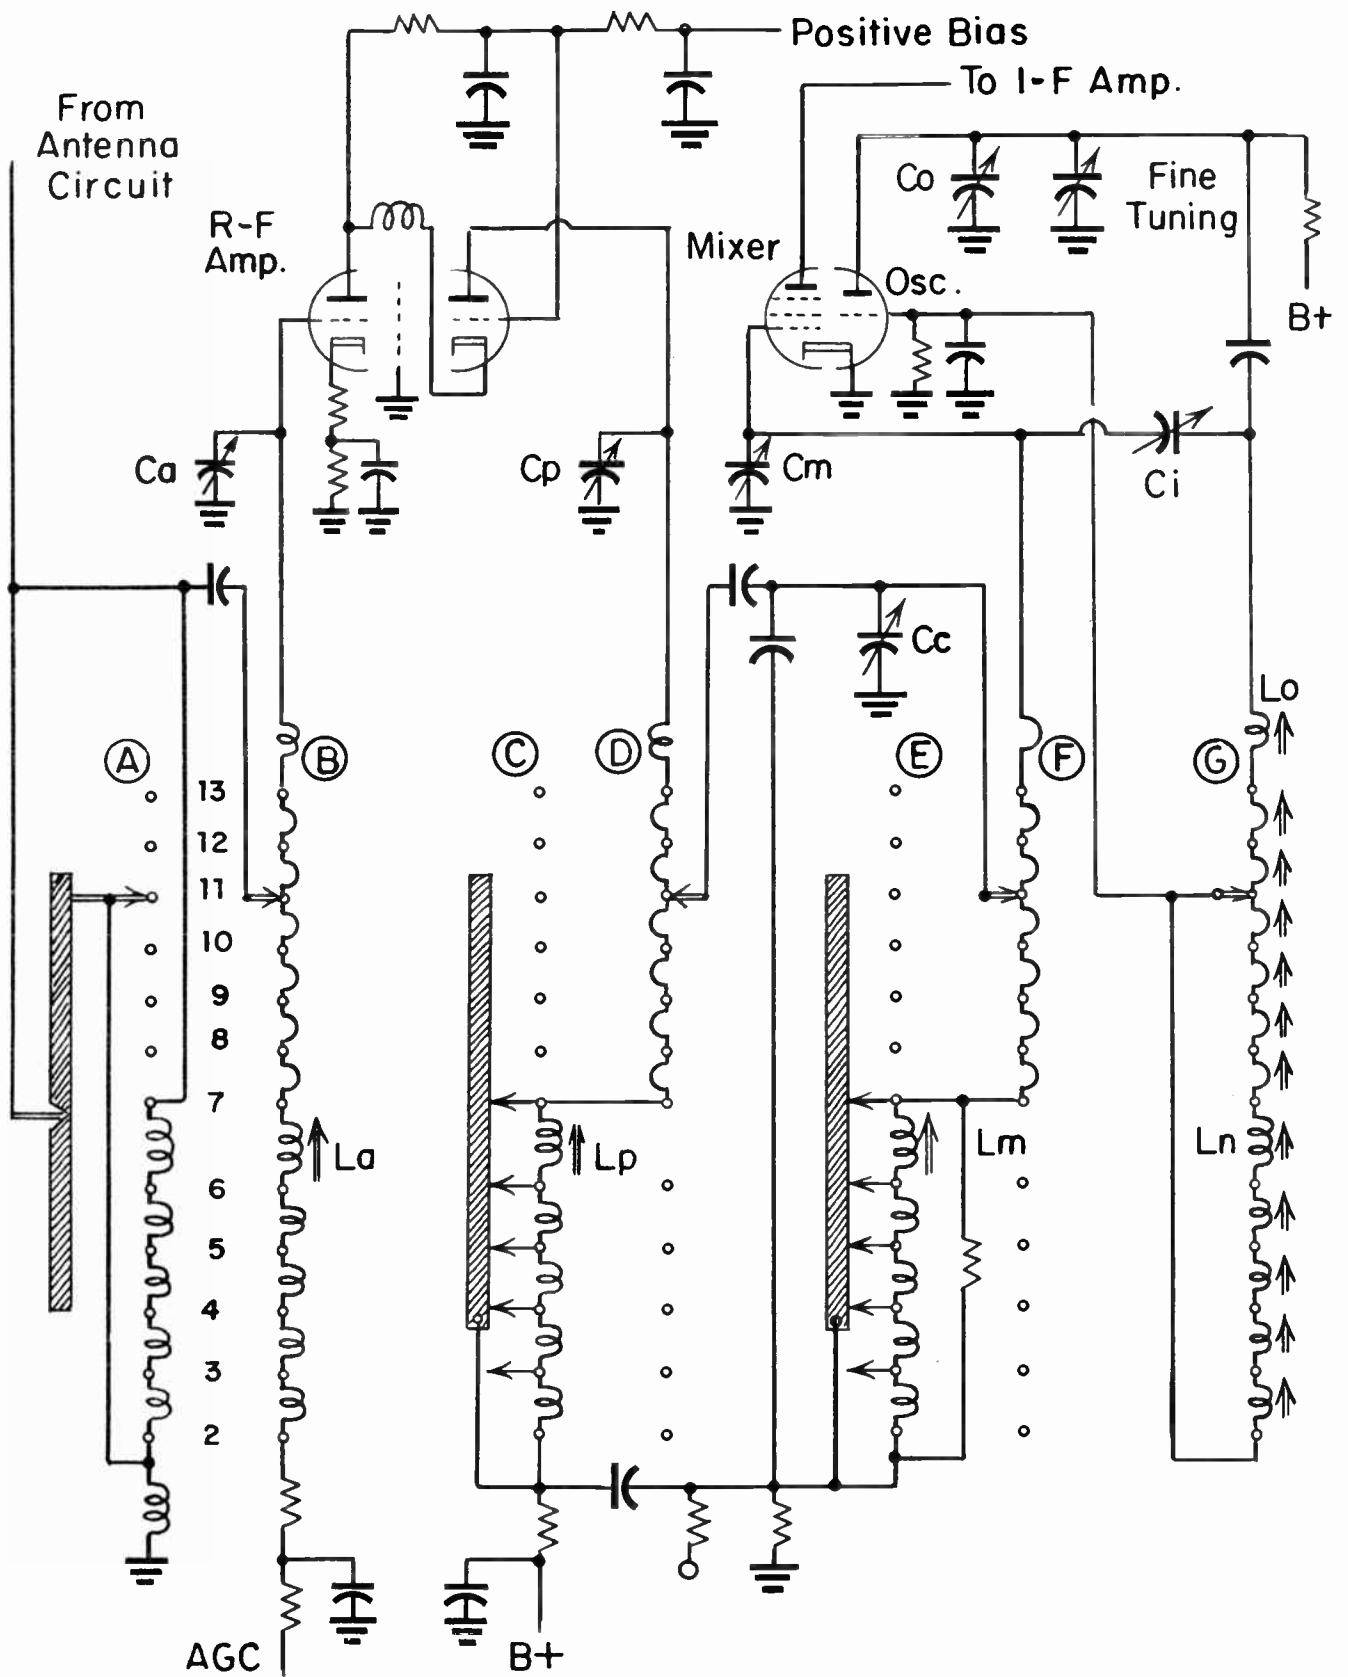 Positive Bias
To I-F Amp.
From
Antenna
Circuit
Co
Fine
Tuning
R-F
Amp.
Mixer
Osc.
B+
Ca
Cp
Cm
Ci
Cc
Lo
A
B
C
D
E
F
G
13
12
11
10
9
8
7
La
Lp
Lm
Ln
6
5
4
3
2
AGC
B+